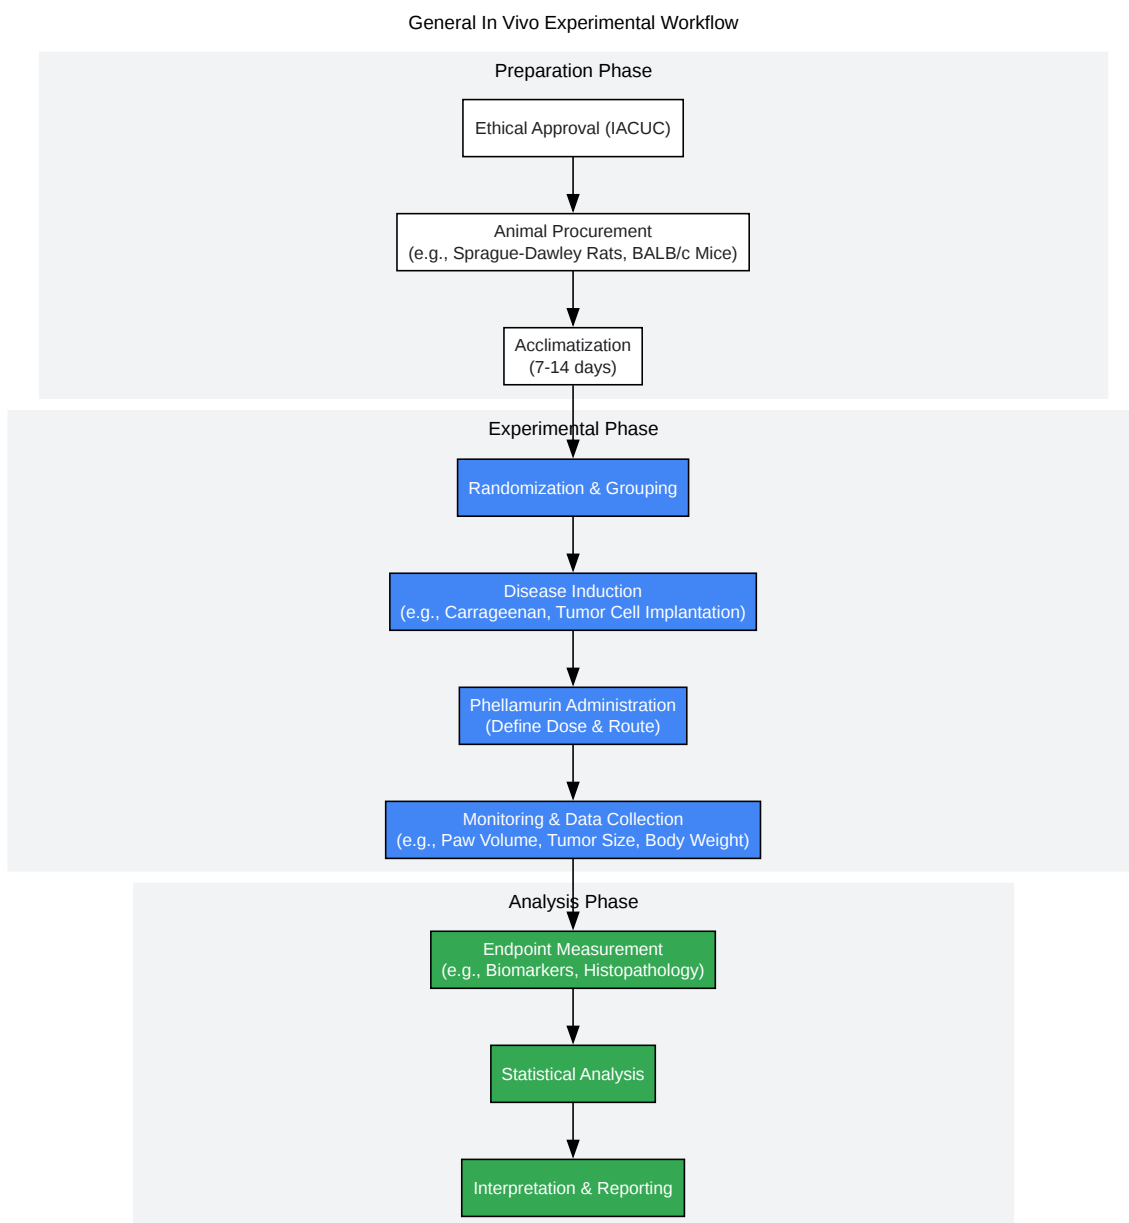 General In Vivo Experimental Workflow
Preparation Phase
Ethical Approval (IACUC)
Animal Procurement
(e.g., Sprague-Dawley Rats, BALB/c Mice)
Acclimatization
(7-14 days)
Experimental Phase
Randomization & Grouping
Disease Induction
(e.g., Carrageenan, Tumor Cell Implantation)
Phellamurin Administration
(Define Dose & Route)
Monitoring & Data Collection
(e.g., Paw Volume, Tumor Size, Body Weight)
Analysis Phase
Endpoint Measurement
(e.g., Biomarkers, Histopathology)
Statistical Analysis
Interpretation & Reporting